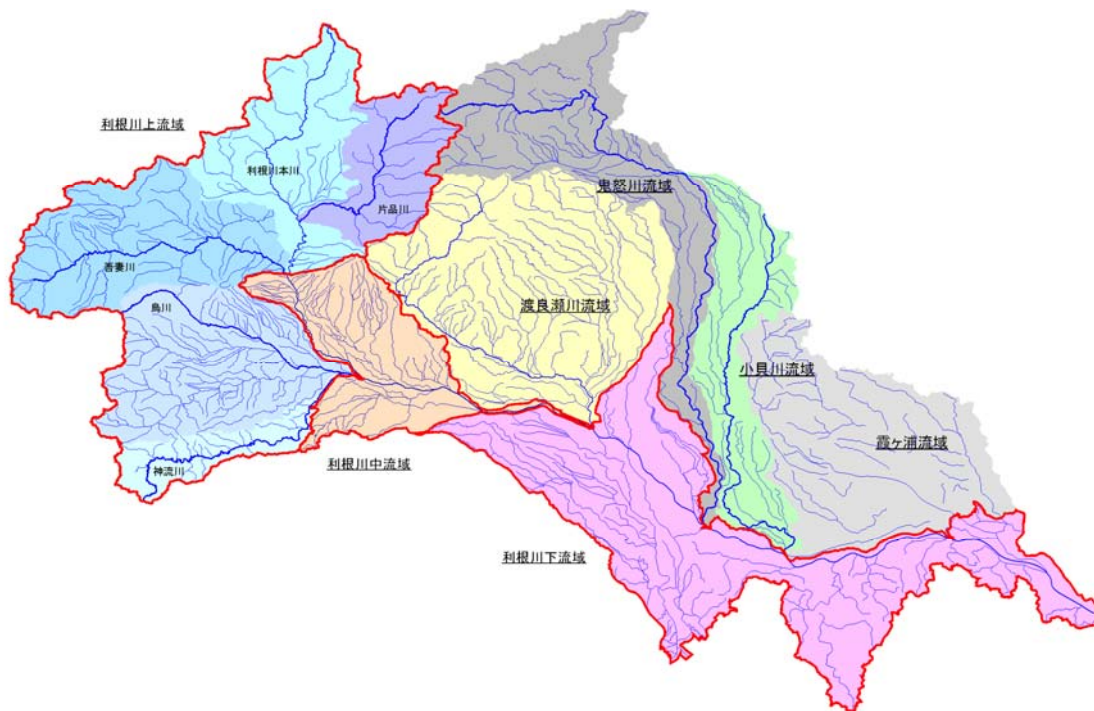 利根川上流域
利根川本川
片品川
鬼怒川流域
吾妻川
烏川
渡良瀬川流域
小貝川流域
霞ヶ浦流域
利根川中流域
神流川
利根川下流域